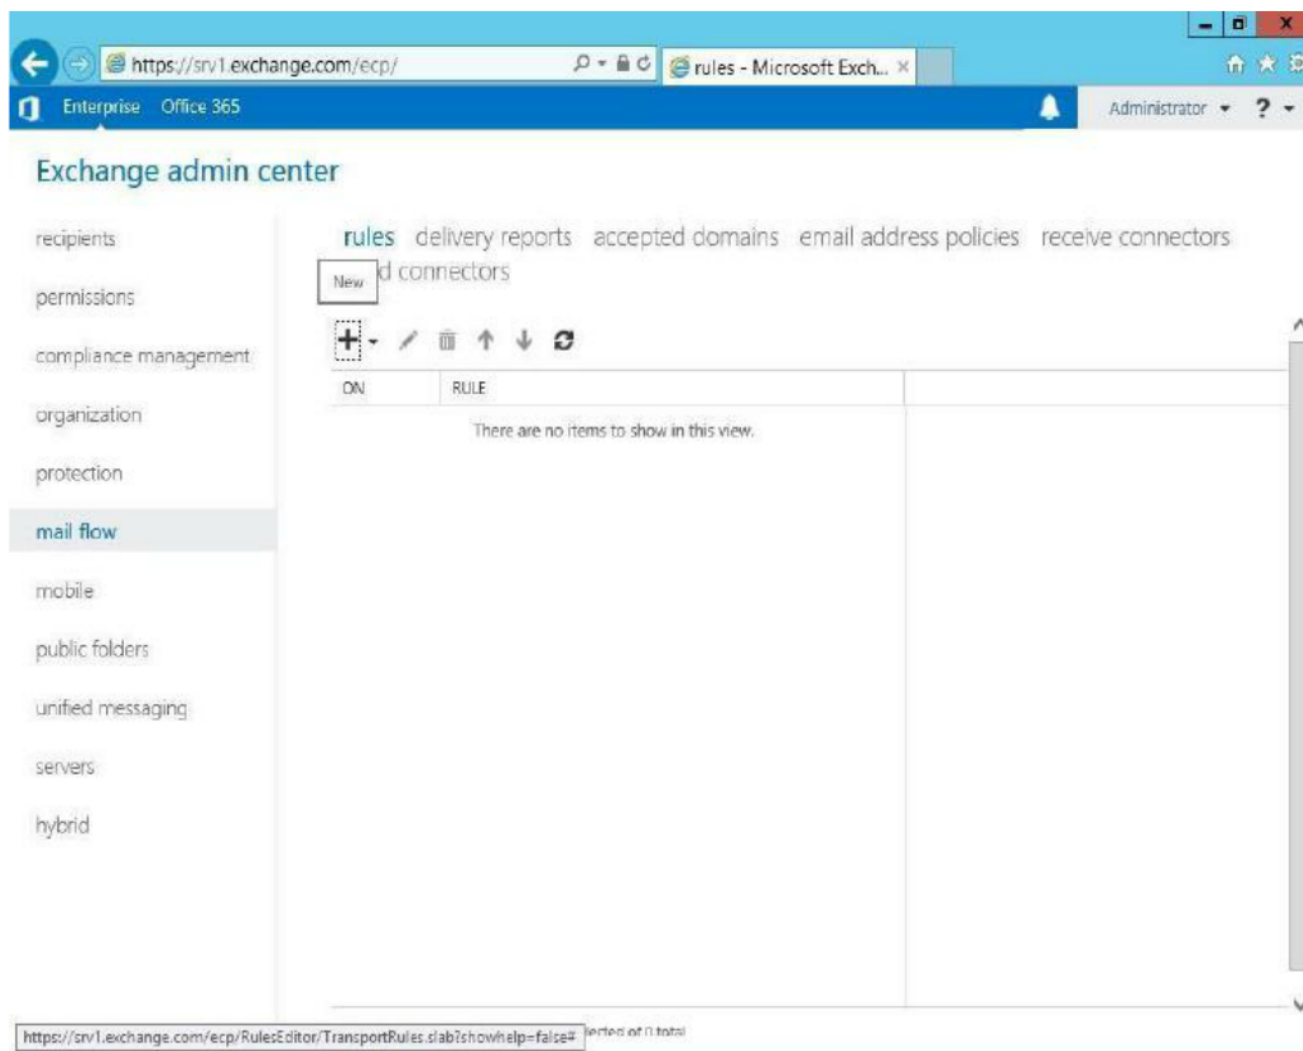 https://srv1.exchange.com/ecp/
rules - Microsoft Exch...
Enterprise Office 365
Administrator ?
Exchange admin center
recipients
permissions
compliance management
organization
protection
mail flow
mobile
public folders
unified messaging
servers
hybrid
rules delivery reports accepted domains email address policies receive connectors
connectors
New
ON RULE
There are no items to show in this view.
of 0 total
https://srv1.exchange.com/ecp/RulesEditor/TransportRules.slab?showhelp=false#